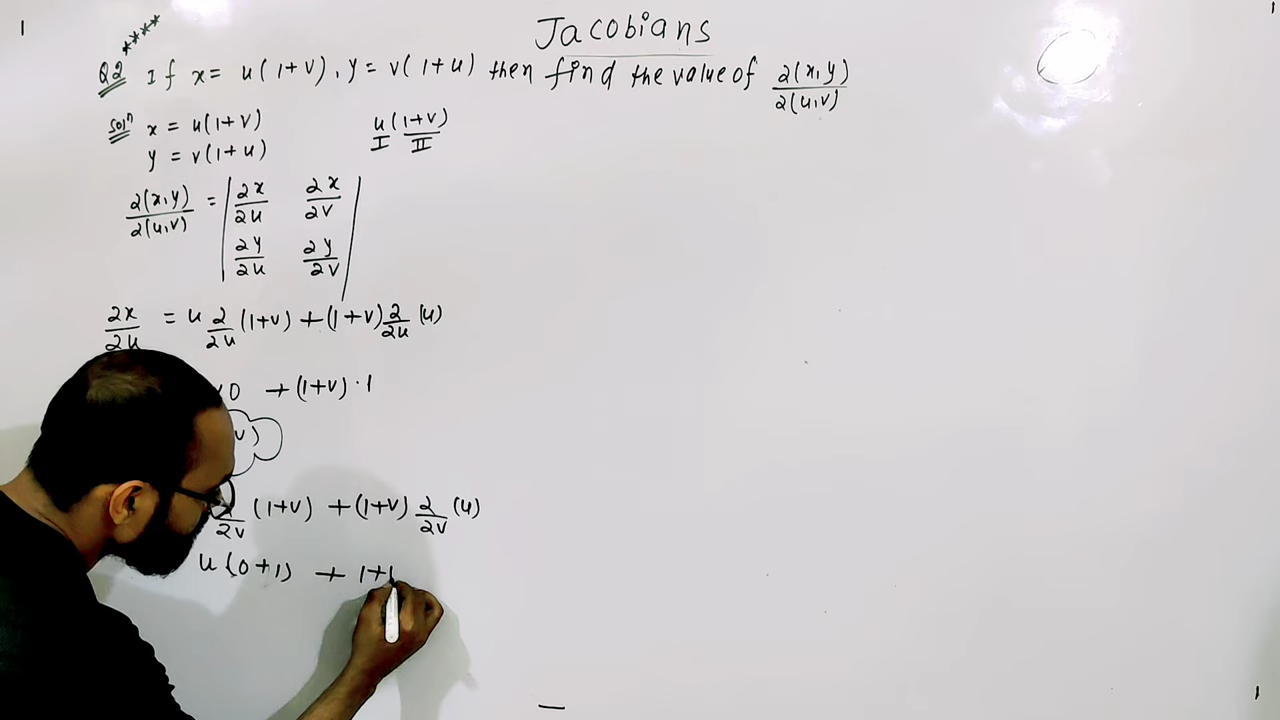 Jacobians
****
Q2 If x = u(1+v), y = v(1+u) then find the value of ∂(x,y)/∂(u,v)
Solⁿ x = u(1+v)
y = v(1+u)
u(1+v)
I II
∂(x,y)/∂(u,v) = | ∂x/∂u ∂x/∂v |
| ∂y/∂u ∂y/∂v |
∂x/∂u = u ∂/∂u (1+v) + (1+v) ∂/∂u (u)
0 + (1+v)·1
v)
∂/∂v (1+v) + (1+v) ∂/∂v (u)
u(0+1) + 1+